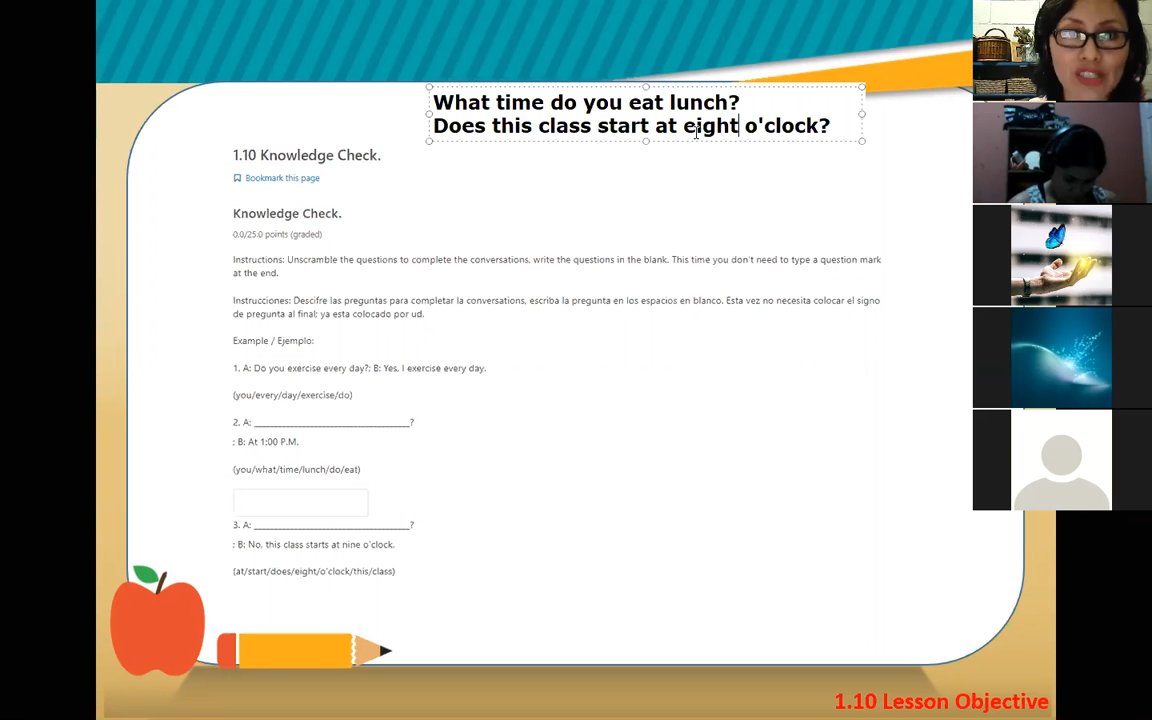 What time do you eat lunch?
Does this class start at eight o'clock?
1.10 Knowledge Check.
Bookmark this page
Knowledge Check.
0.0/25.0 points (graded)
Instructions: Unscramble the questions to complete the conversations, write the questions in the blank. This time you don't need to type a question mark
at the end.
Instrucciones: Descifre las preguntas para completar la conversations, escriba la pregunta en los espacios en blanco. Esta vez no necesita colocar el signo
de pregunta al final; ya esta colocado por ud.
Example / Ejemplo:
1. A: Do you exercise every day?; B: Yes, I exercise every day.
(you/every/day/exercise/do)
2. A: ___________________________________?
: B: At 1:00 P.M.
(you/what/time/lunch/do/eat)
3. A: ___________________________________?
: B: No, this class starts at nine o'clock.
(at/start/does/eight/o'clock/this/class)
1.10 Lesson Objective